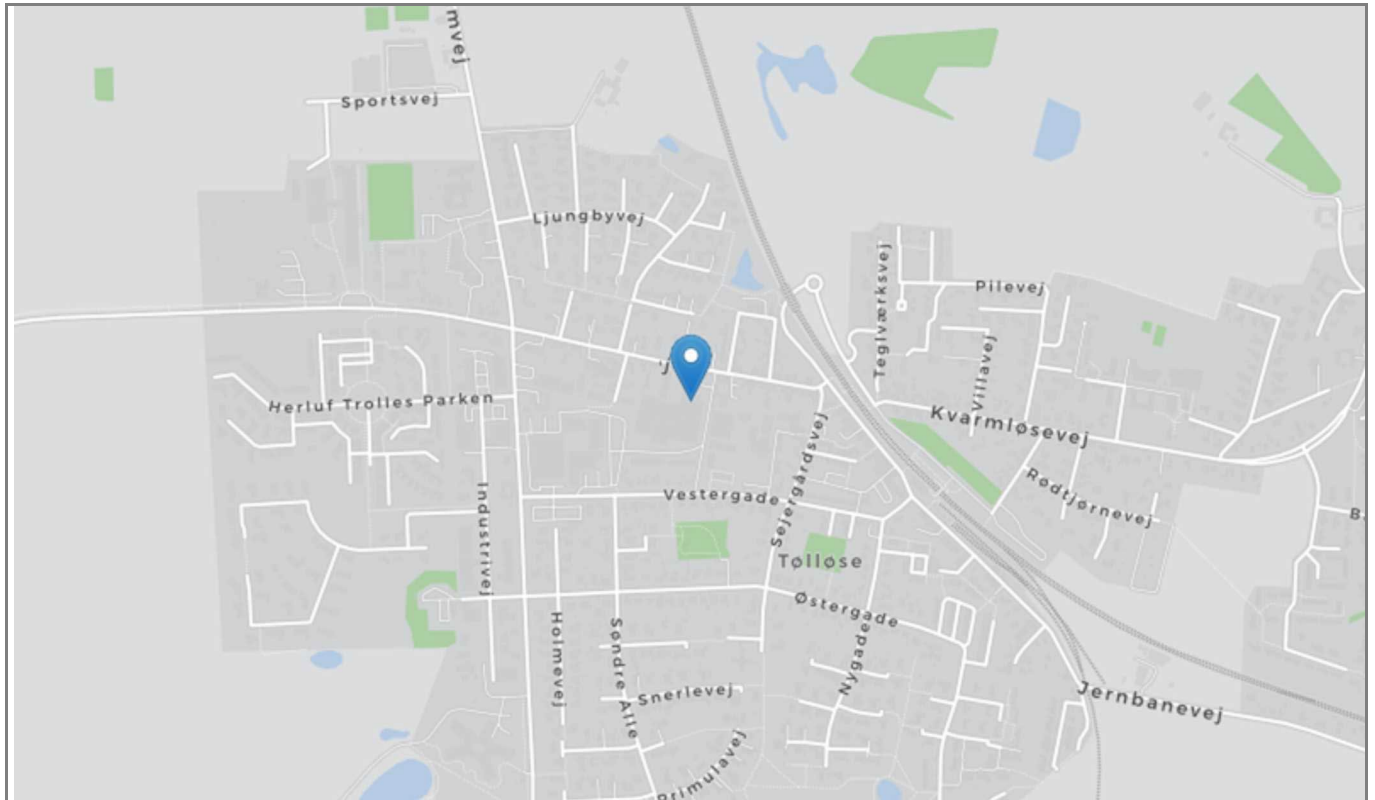 mvej
Sportsvej
Ljungbyvej
Teglværksvej
Pilevej
Villavej
Herluf Trolles Parken
Kvarmløsevej
Sejergårdsvej
Rødtjørnevej
Vestergade
Industrivej
Tølløse
Østergade
Holmevej
Søndre Alle
Nygade
Snerlevej
Jernbanevej
Primulavej